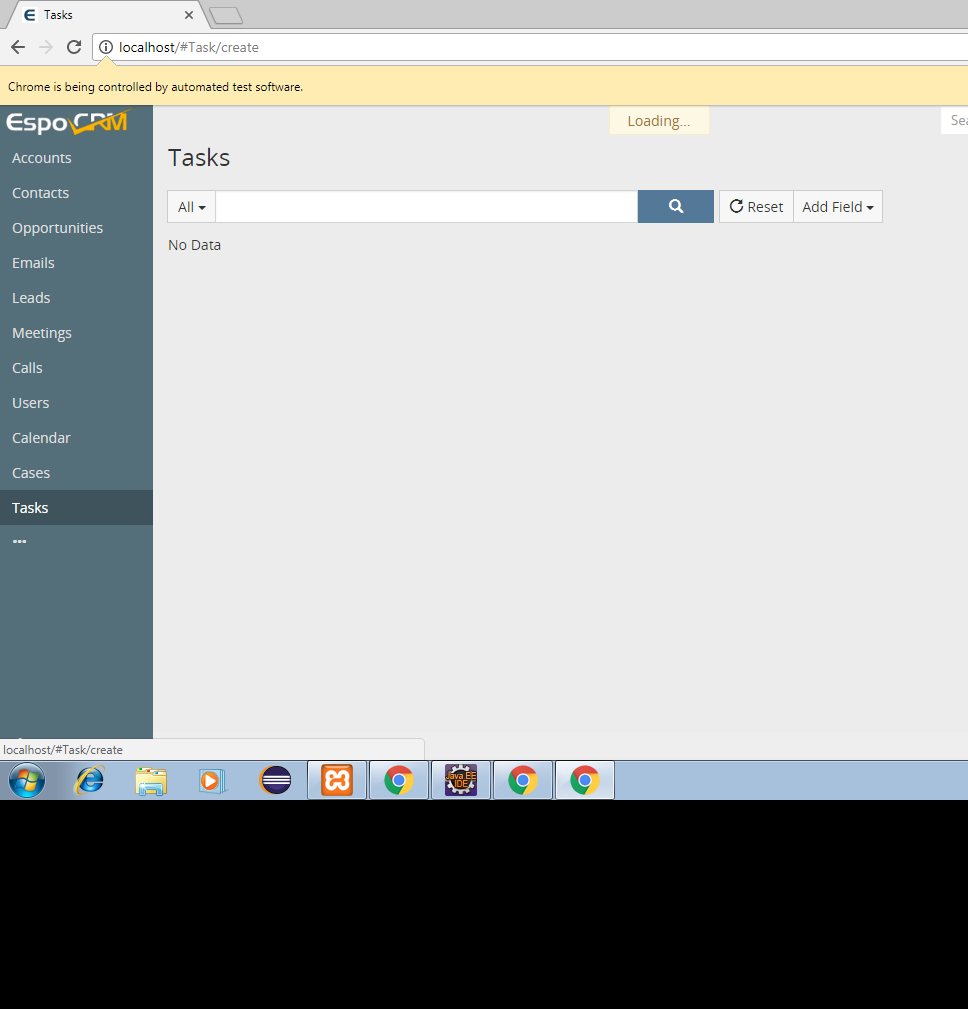 Tasks
localhost/#Task/create
Chrome is being controlled by automated test software.
EspoCRM
Loading...
Accounts
Tasks
Contacts
All
Reset
Add Field
Opportunities
No Data
Emails
Leads
Meetings
Calls
Users
Calendar
Cases
Tasks
localhost/#Task/create
Java EE
IDE